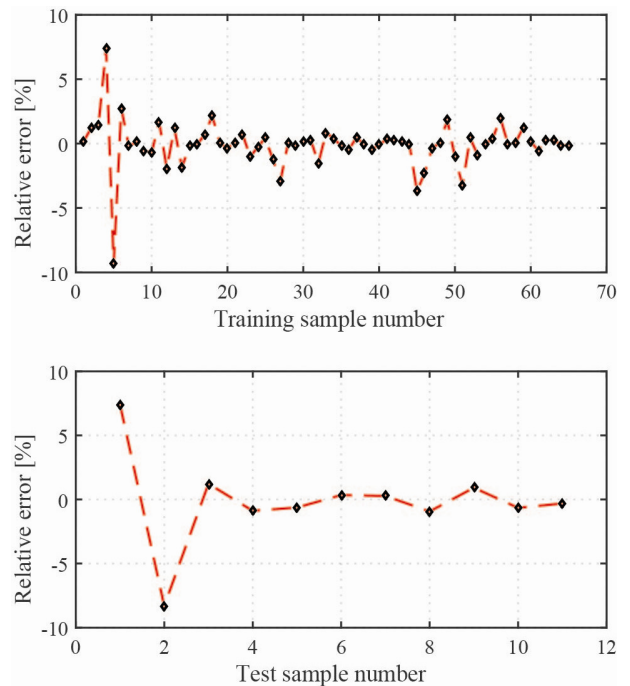 10
5
0
-5
-10
Relative error [%]
0 10 20 30 40 50 60 70
Training sample number
10
5
0
-5
-10
Relative error [%]
0 2 4 6 8 10 12
Test sample number